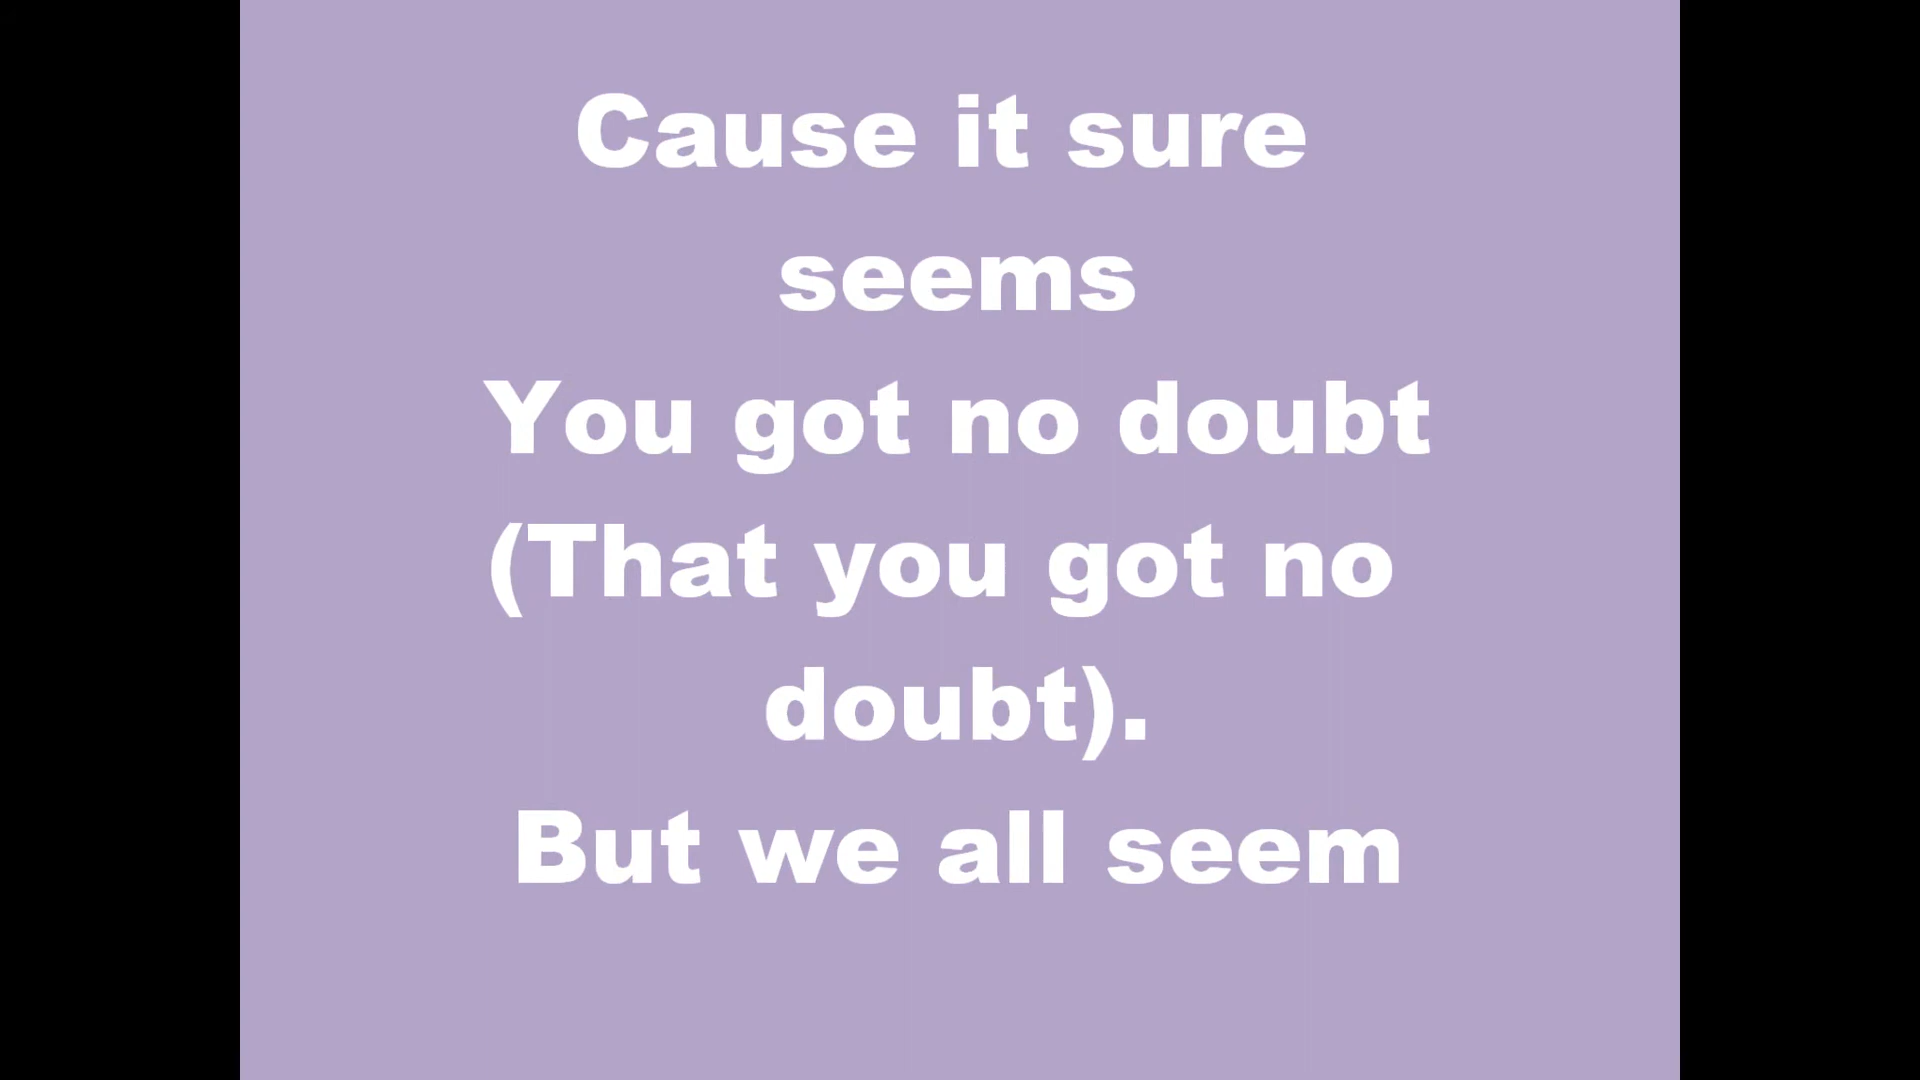 Cause it sure
seems
You got no doubt
(That you got no
doubt).
But we all seem